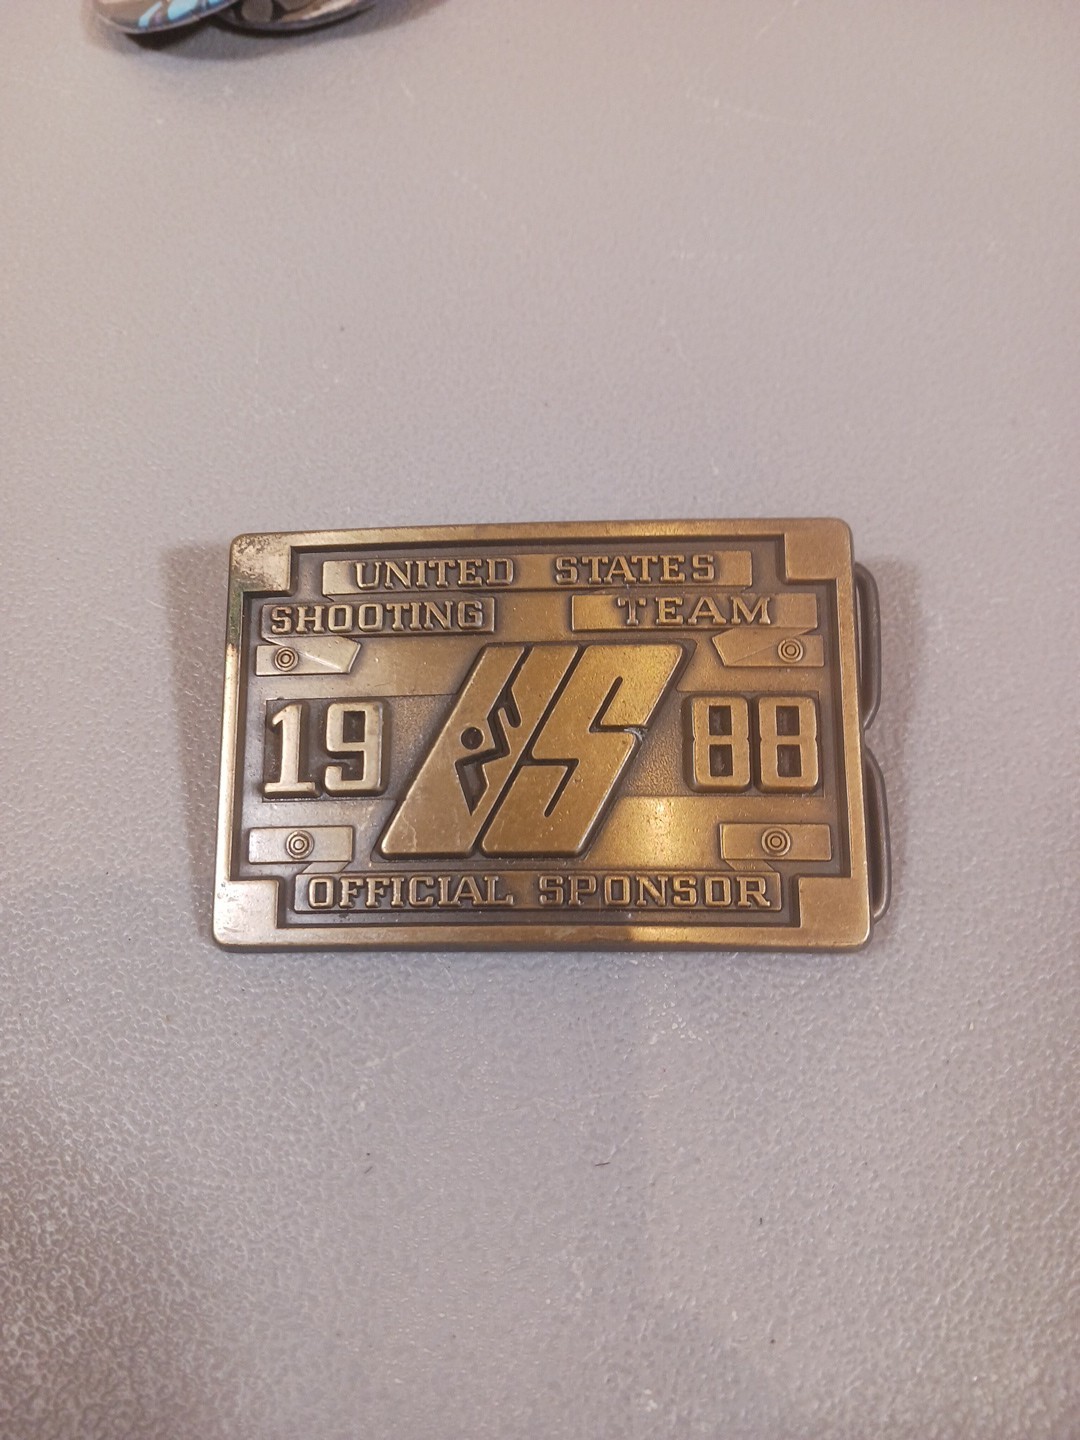 UNITED STATES
SHOOTING TEAM
19 US 88
OFFICIAL SPONSOR